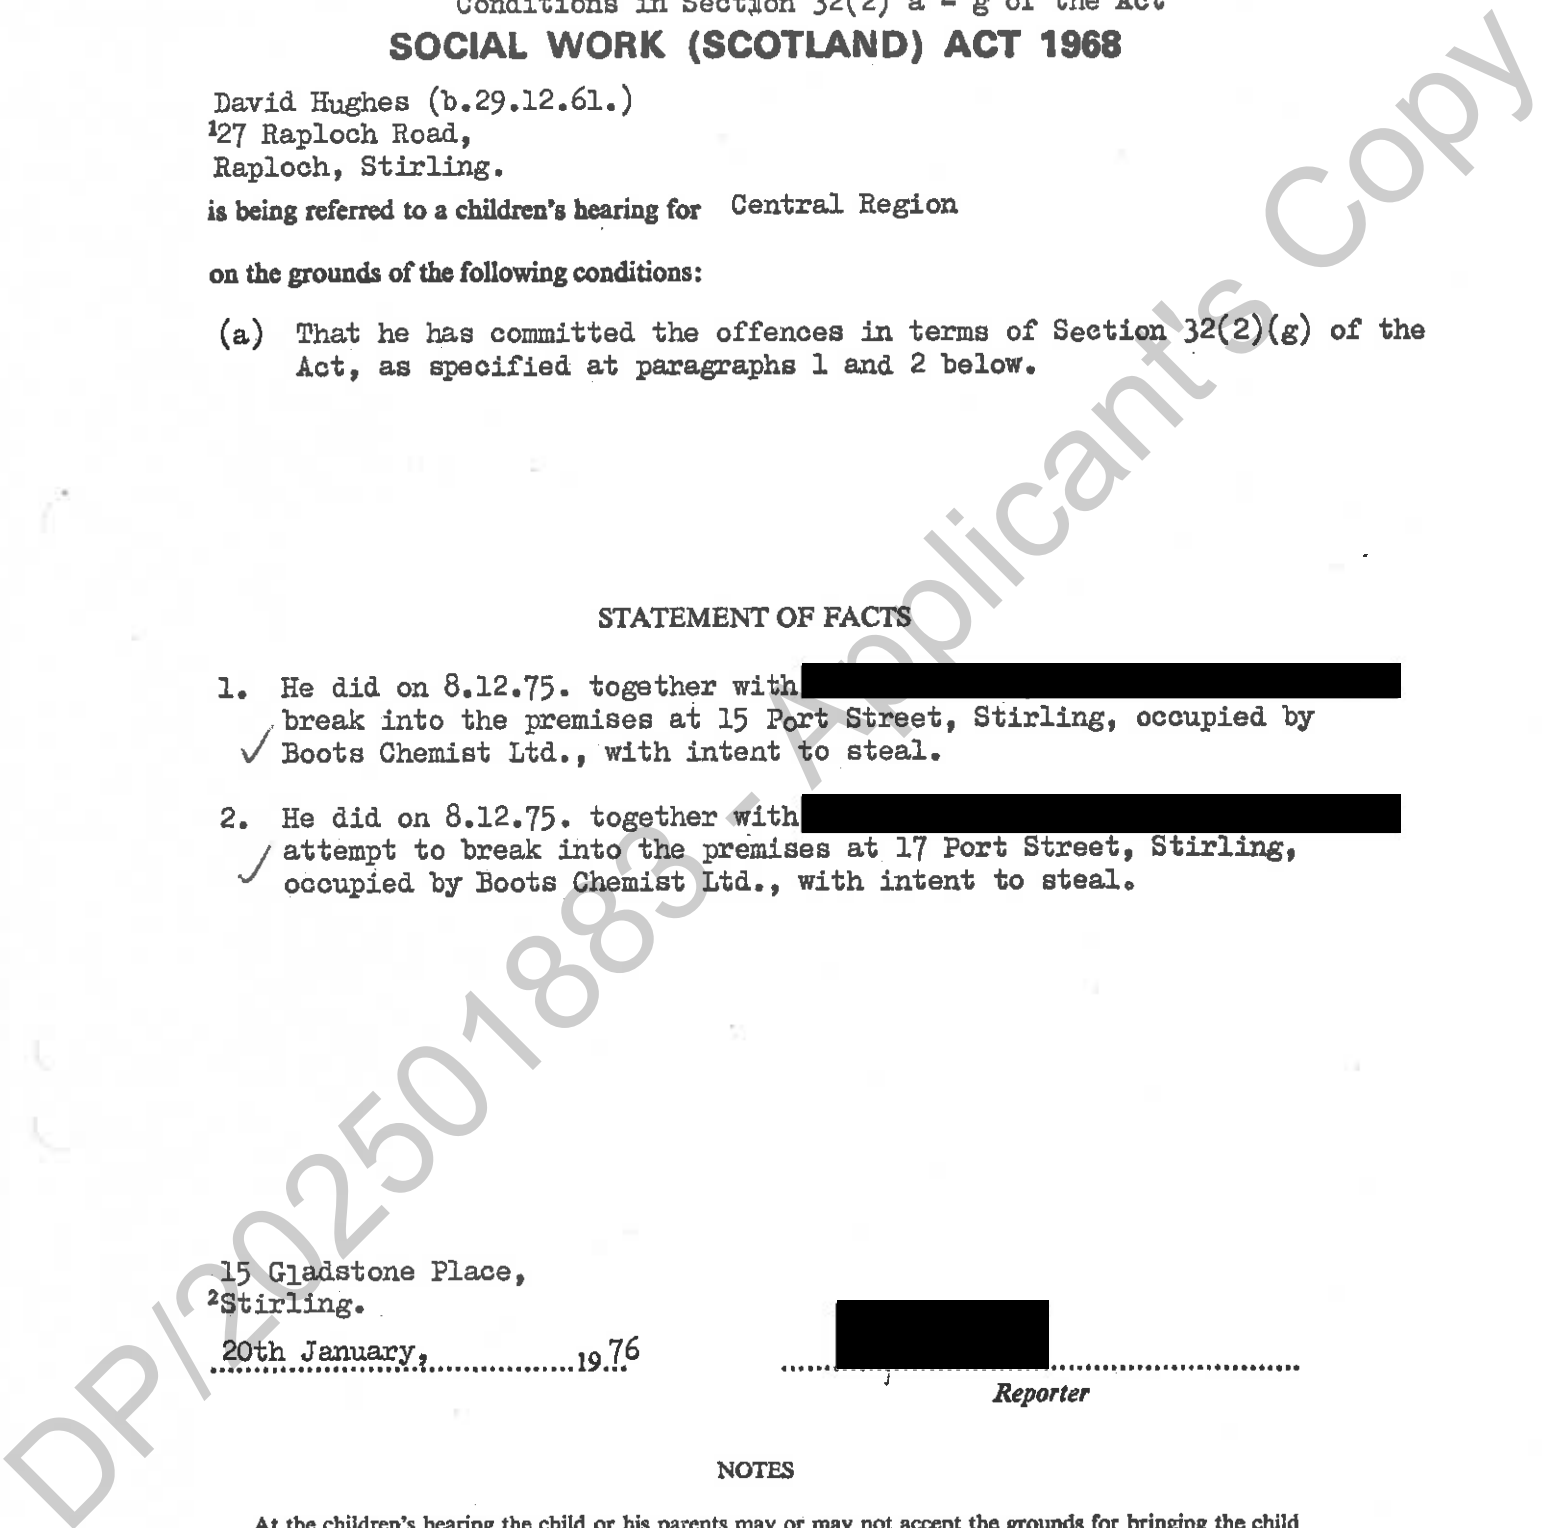 Conditions in Section 32(2) a - g of the Act
SOCIAL WORK (SCOTLAND) ACT 1968
David Hughes (b.29.12.61.)
¹27 Raploch Road,
Raploch, Stirling.
is being referred to a children's hearing for Central Region
on the grounds of the following conditions:
(a) That he has committed the offences in terms of Section 32(2)(g) of the
Act, as specified at paragraphs 1 and 2 below.
STATEMENT OF FACTS
1. He did on 8.12.75. together with
break into the premises at 15 Port Street, Stirling, occupied by
Boots Chemist Ltd., with intent to steal.
2. He did on 8.12.75. together with
attempt to break into the premises at 17 Port Street, Stirling,
occupied by Boots Chemist Ltd., with intent to steal.
15 Gladstone Place,
²Stirling.
20th January, 1976
Reporter
NOTES
At the children's hearing the child or his parents may or may not accept the grounds for bringing the child
DP/202501883 - Applicant's Copy